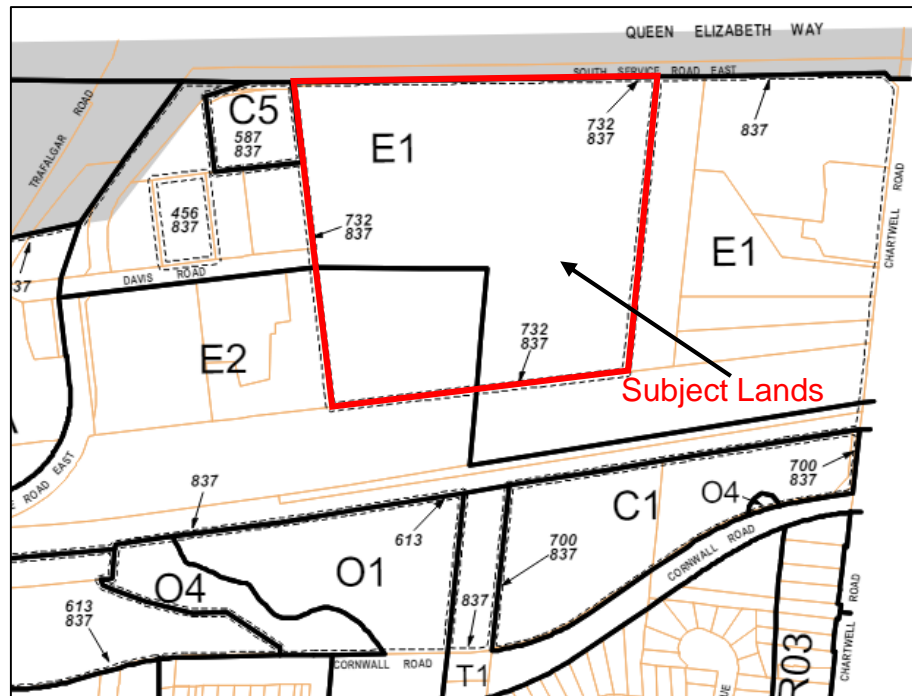 QUEEN ELIZABETH WAY
SOUTH SERVICE ROAD EAST
TRAFALGAR ROAD
C5
587
837
E1
732
837
837
CHARTWELL ROAD
456
837
732
837
E1
37
DAVIS ROAD
E2
732
837
Subject Lands
ROAD EAST
837
613
700
837
O4
C1
700
837
CORNWALL ROAD
O1
O4
613
837
837
CORNWALL ROAD
T1
R03
CHARTWELL ROAD